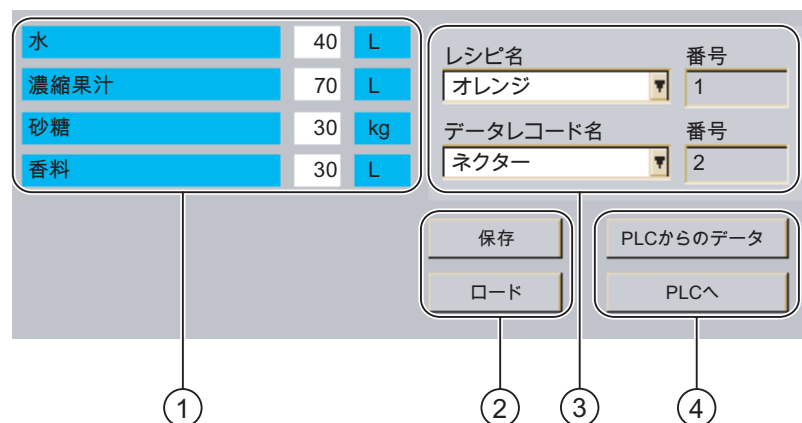 水 40 L
濃縮果汁 70 L
砂糖 30 kg
香料 30 L
レシピ名 番号
オレンジ 1
データレコード名 番号
ネクター 2
保存 PLCからのデータ
ロード PLCへ
1 2 3 4